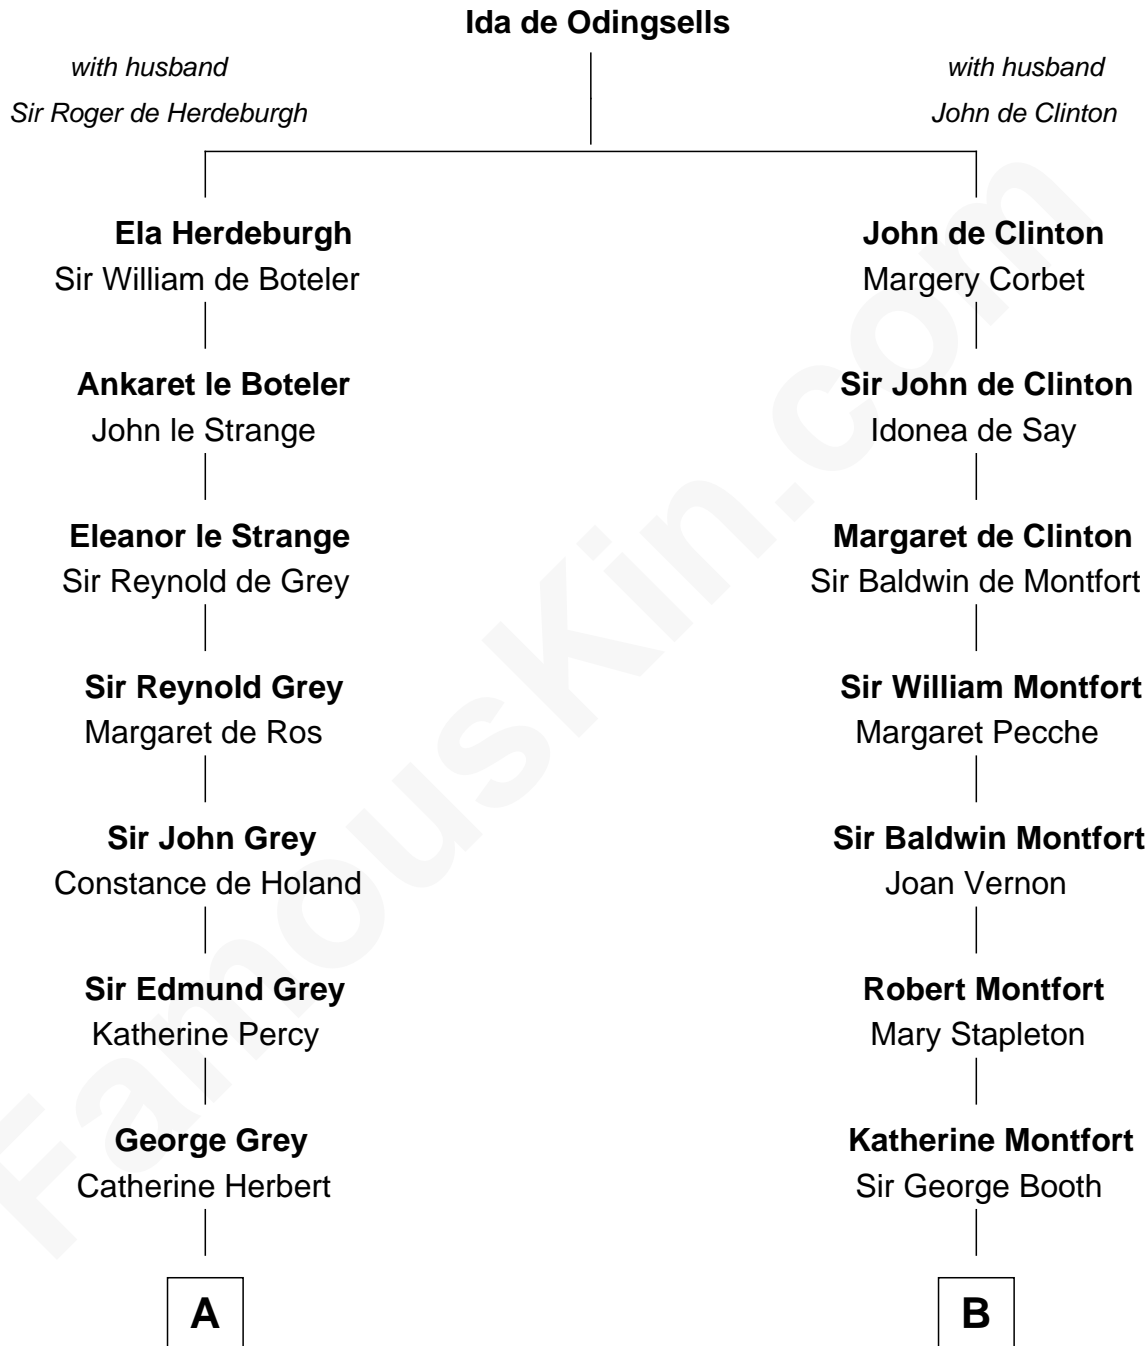 Ida de Odingsells
with husband
Sir Roger de Herdeburgh
with husband
John de Clinton
Ela Herdeburgh
Sir William de Boteler
Ankaret le Boteler
John le Strange
Eleanor le Strange
Sir Reynold de Grey
Sir Reynold Grey
Margaret de Ros
Sir John Grey
Constance de Holand
Sir Edmund Grey
Katherine Percy
George Grey
Catherine Herbert
A
John de Clinton
Margery Corbet
Sir John de Clinton
Idonea de Say
Margaret de Clinton
Sir Baldwin de Montfort
Sir William Montfort
Margaret Pecche
Sir Baldwin Montfort
Joan Vernon
Robert Montfort
Mary Stapleton
Katherine Montfort
Sir George Booth
B
FamousKin.com